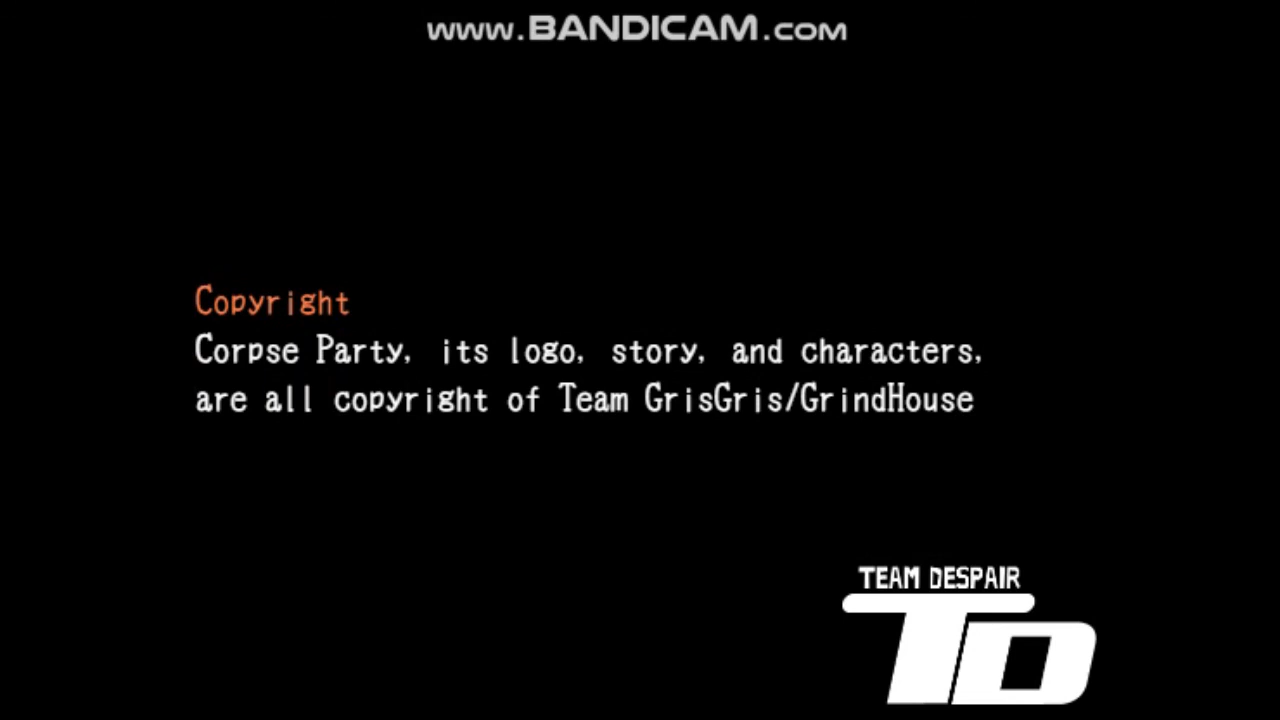 www.BANDICAM.com
Copyright
Corpse Party, its logo, story, and characters,
are all copyright of Team GrisGris/GrindHouse
TEAM DESPAIR
TD